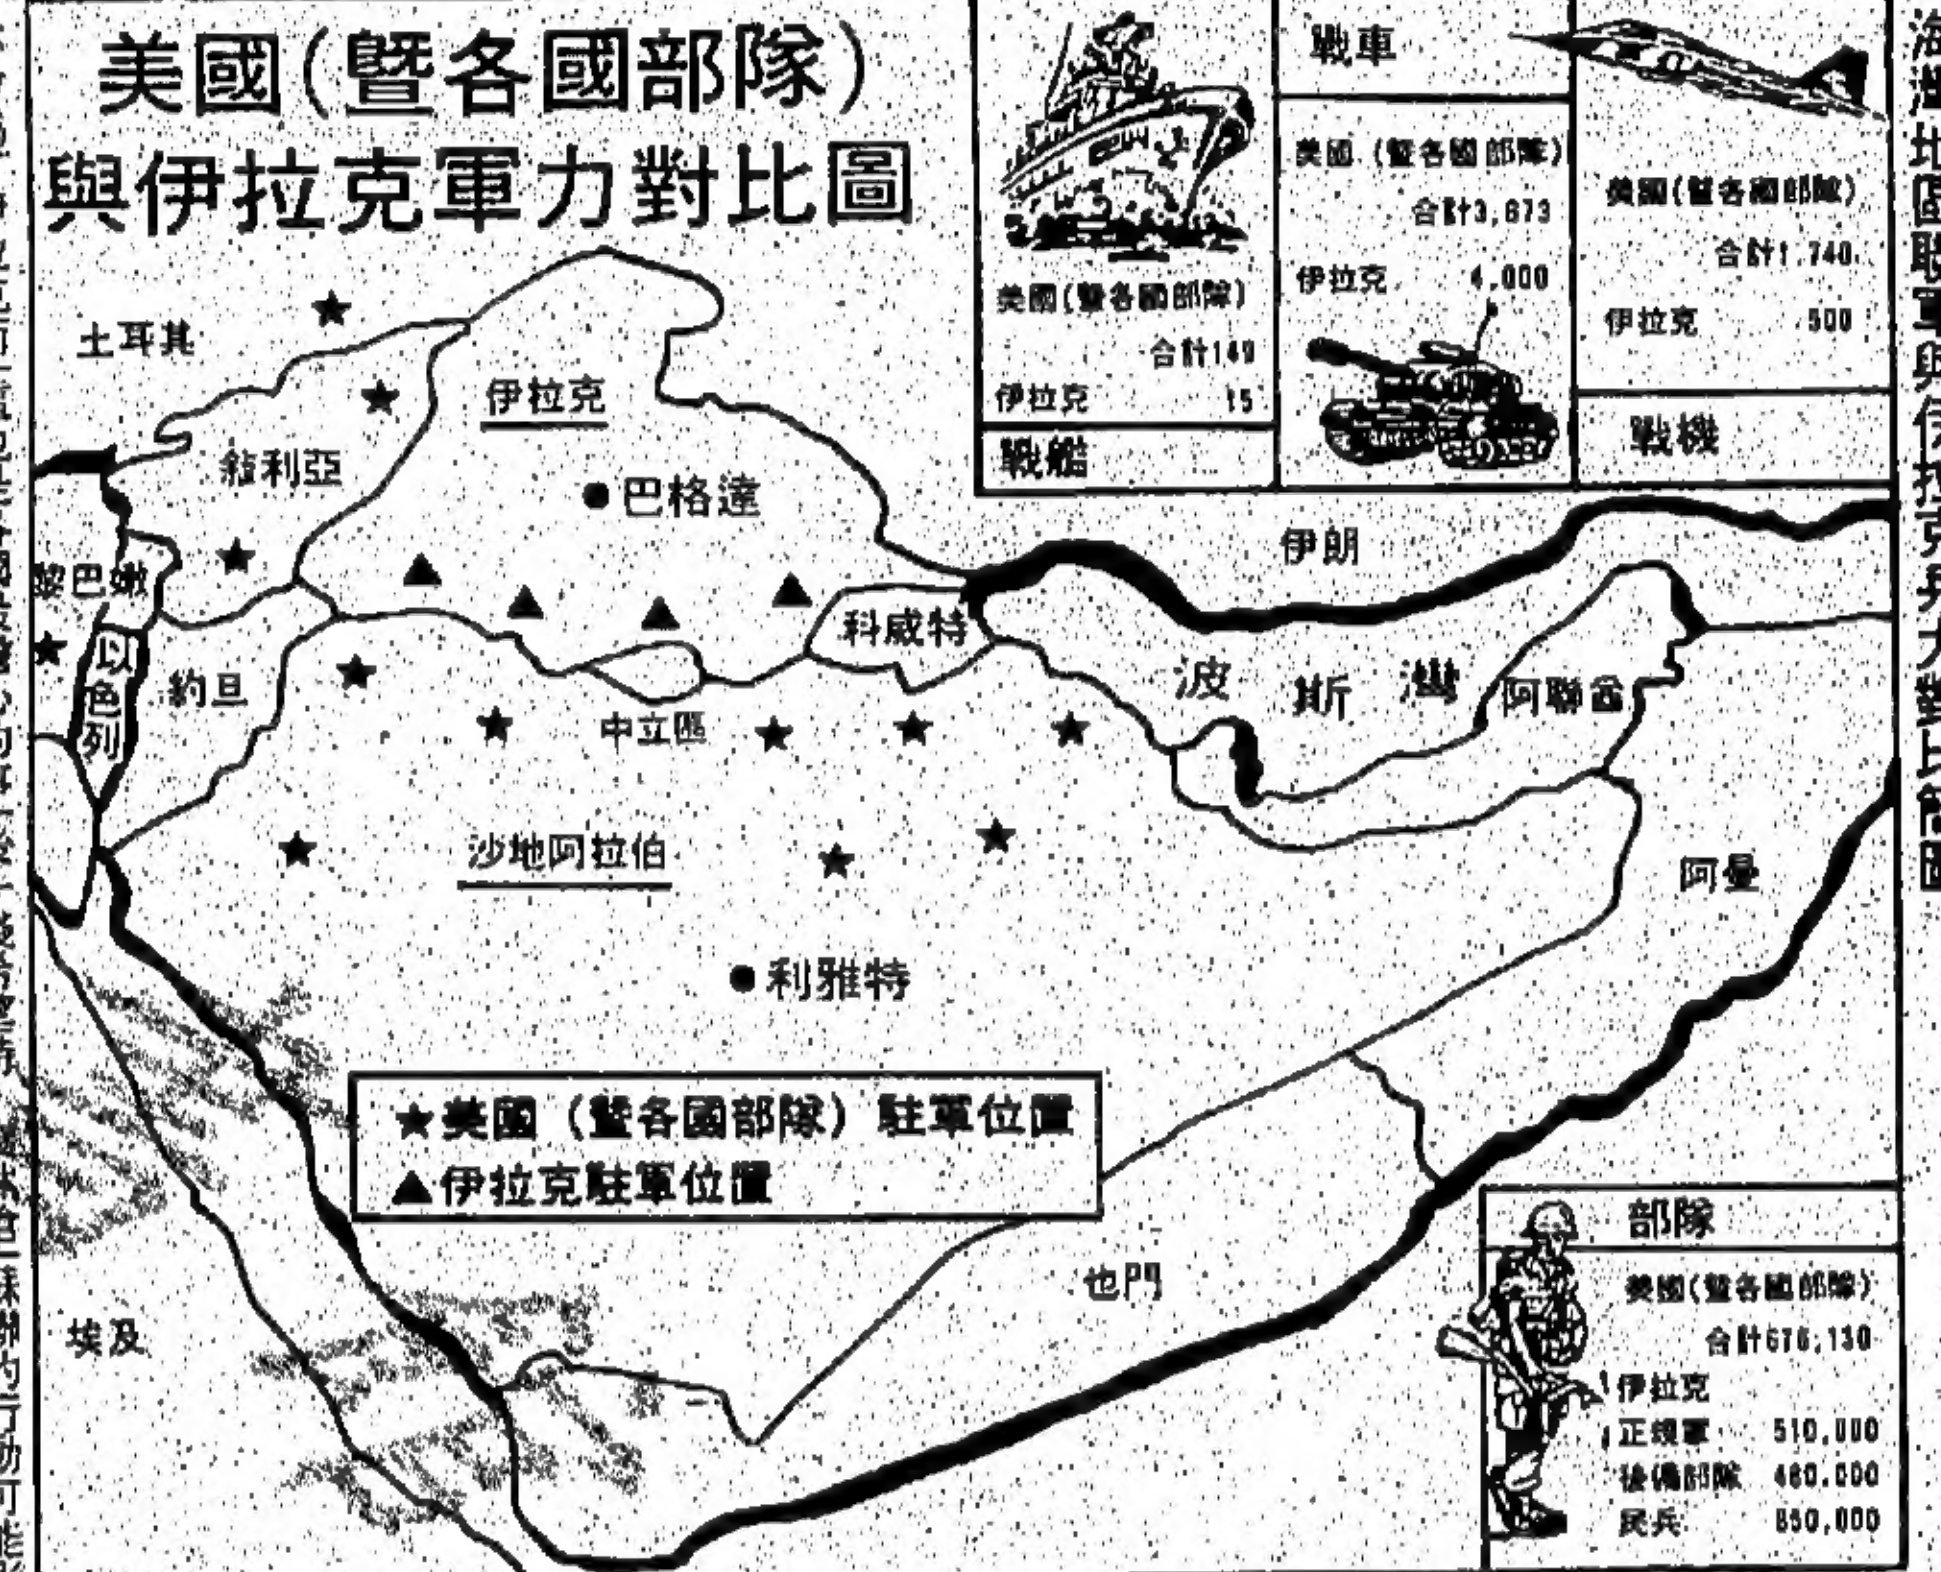 美國(暨各國部隊)
與伊拉克軍力對比圖
美國(暨各國部隊)
合計149
伊拉克 15
戰艦
戰車
美國(暨各國部隊)
合計3,673
伊拉克 4,000
美國(暨各國部隊)
合計1,740
伊拉克 500
戰機
土耳其
伊拉克
敍利亞
巴格達
伊朗
黎巴嫩
科威特
以色列
約旦
波斯灣
阿聯酋
中立區
沙地阿拉伯
阿曼
利雅特
★美國(暨各國部隊)駐軍位置
▲伊拉克駐軍位置
也門
埃及
部隊
美國(暨各國部隊)
合計676,130
伊拉克
正規軍 510,000
後備部隊 480,000
民兵 850,000
海灣地區聯軍與伊拉克兵力對比簡圖